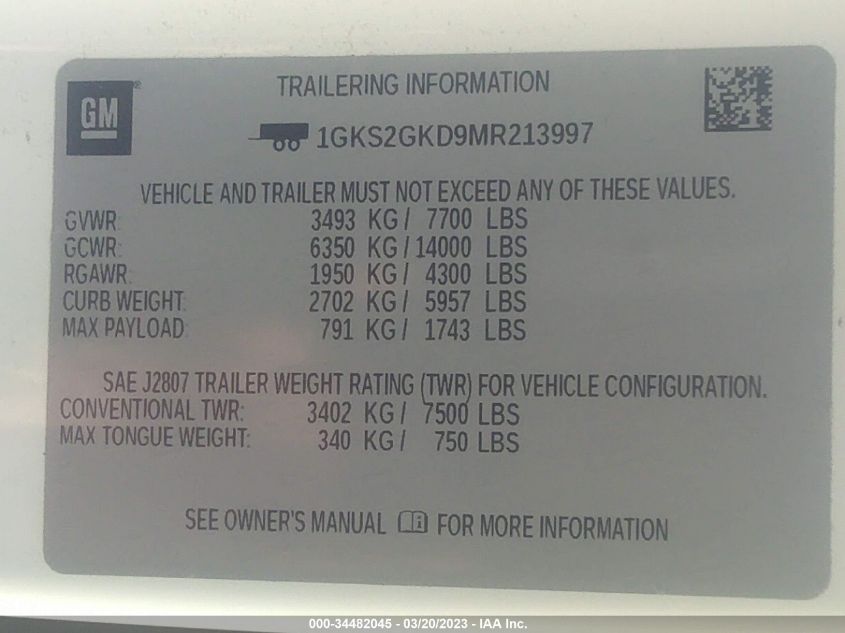 GM
TRAILERING INFORMATION
1GKS2GKD9MR213997
VEHICLE AND TRAILER MUST NOT EXCEED ANY OF THESE VALUES.
GVWR: 3493 KG/ 7700 LBS
GCWR: 6350 KG/14000 LBS
RGAWR: 1950 KG/ 4300 LBS
CURB WEIGHT: 2702 KG/ 5957 LBS
MAX PAYLOAD: 791 KG/ 1743 LBS
SAE J2807 TRAILER WEIGHT RATING (TWR) FOR VEHICLE CONFIGURATION.
CONVENTIONAL TWR: 3402 KG/ 7500 LBS
MAX TONGUE WEIGHT: 340 KG/ 750 LBS
SEE OWNER'S MANUAL FOR MORE INFORMATION
000-34482045 - 03/20/2023 - IAA Inc.